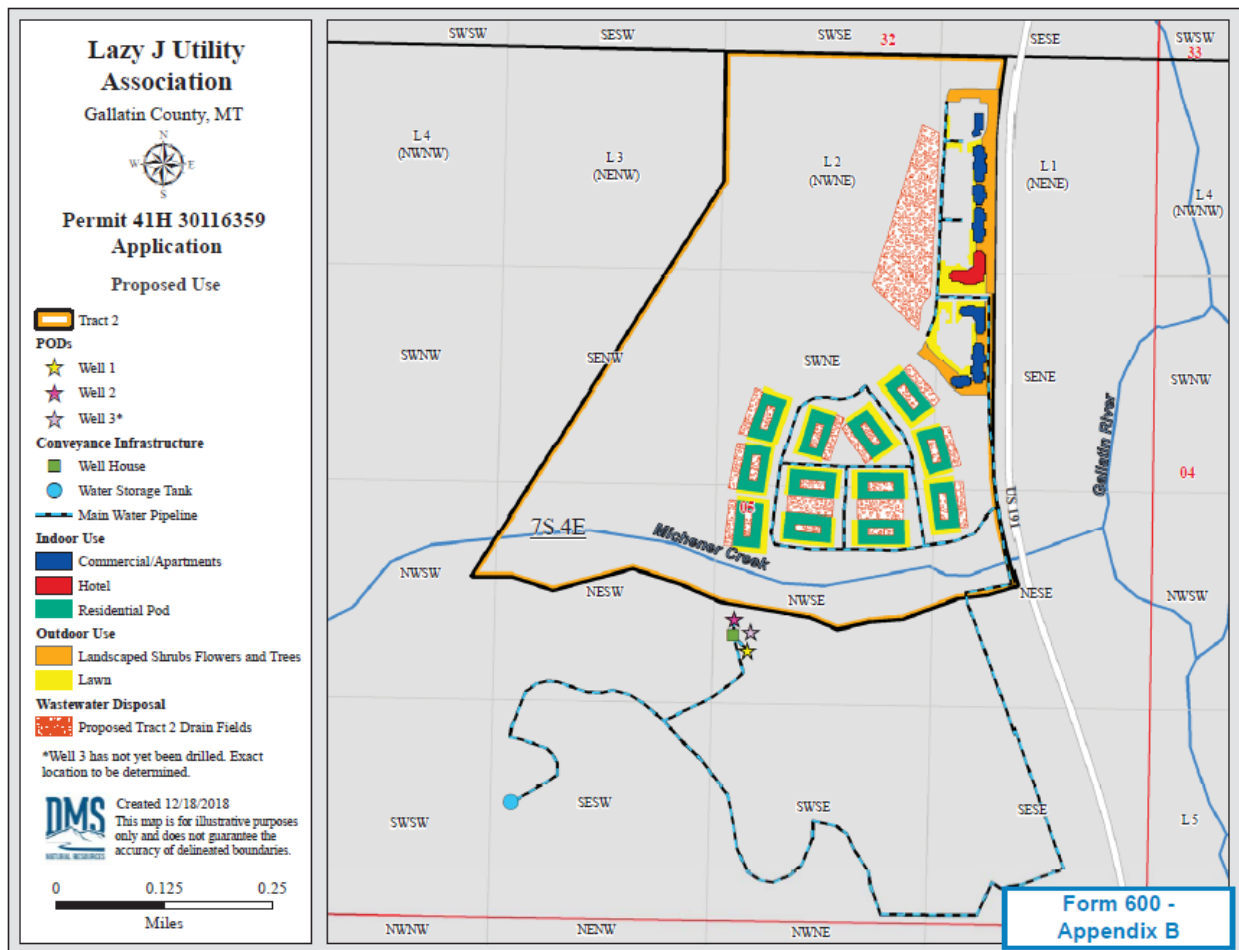 Lazy J Utility
Association
Gallatin County, MT
N
W
E
S
Permit 41H 30116359
Application
Proposed Use
Tract 2
PODs
Well 1
Well 2
Well 3*
Conveyance Infrastructure
Well House
Water Storage Tank
Main Water Pipeline
Indoor Use
Commercial/Apartments
Hotel
Residential Pod
Outdoor Use
Landscaped Shrubs Flowers and Trees
Lawn
Wastewater Disposal
Proposed Tract 2 Drain Fields
*Well 3 has not yet been drilled. Exact
location to be determined.
DMS
NATURAL RESOURCES
Created 12/18/2018
This map is for illustrative purposes
only and does not guarantee the
accuracy of delineated boundaries.
0 0.125 0.25
Miles
SWSW SESW SWSE 32 SESE SWSW
33
L 4
(NWNW)
L 3
(NENW)
L 2
(NWNE)
L 1
(NENE)
L 4
(NWNW)
SWNW
SENW
SWNE
SENE
SWNW
Gallatin River
04
US 191
05
7S 4E
Michener Creek
NWSW
NESW
NWSE
NESE
NWSW
SWSW
SESW
SWSE
SESE
L 5
NWNW NENW NWNE
Form 600 -
Appendix B